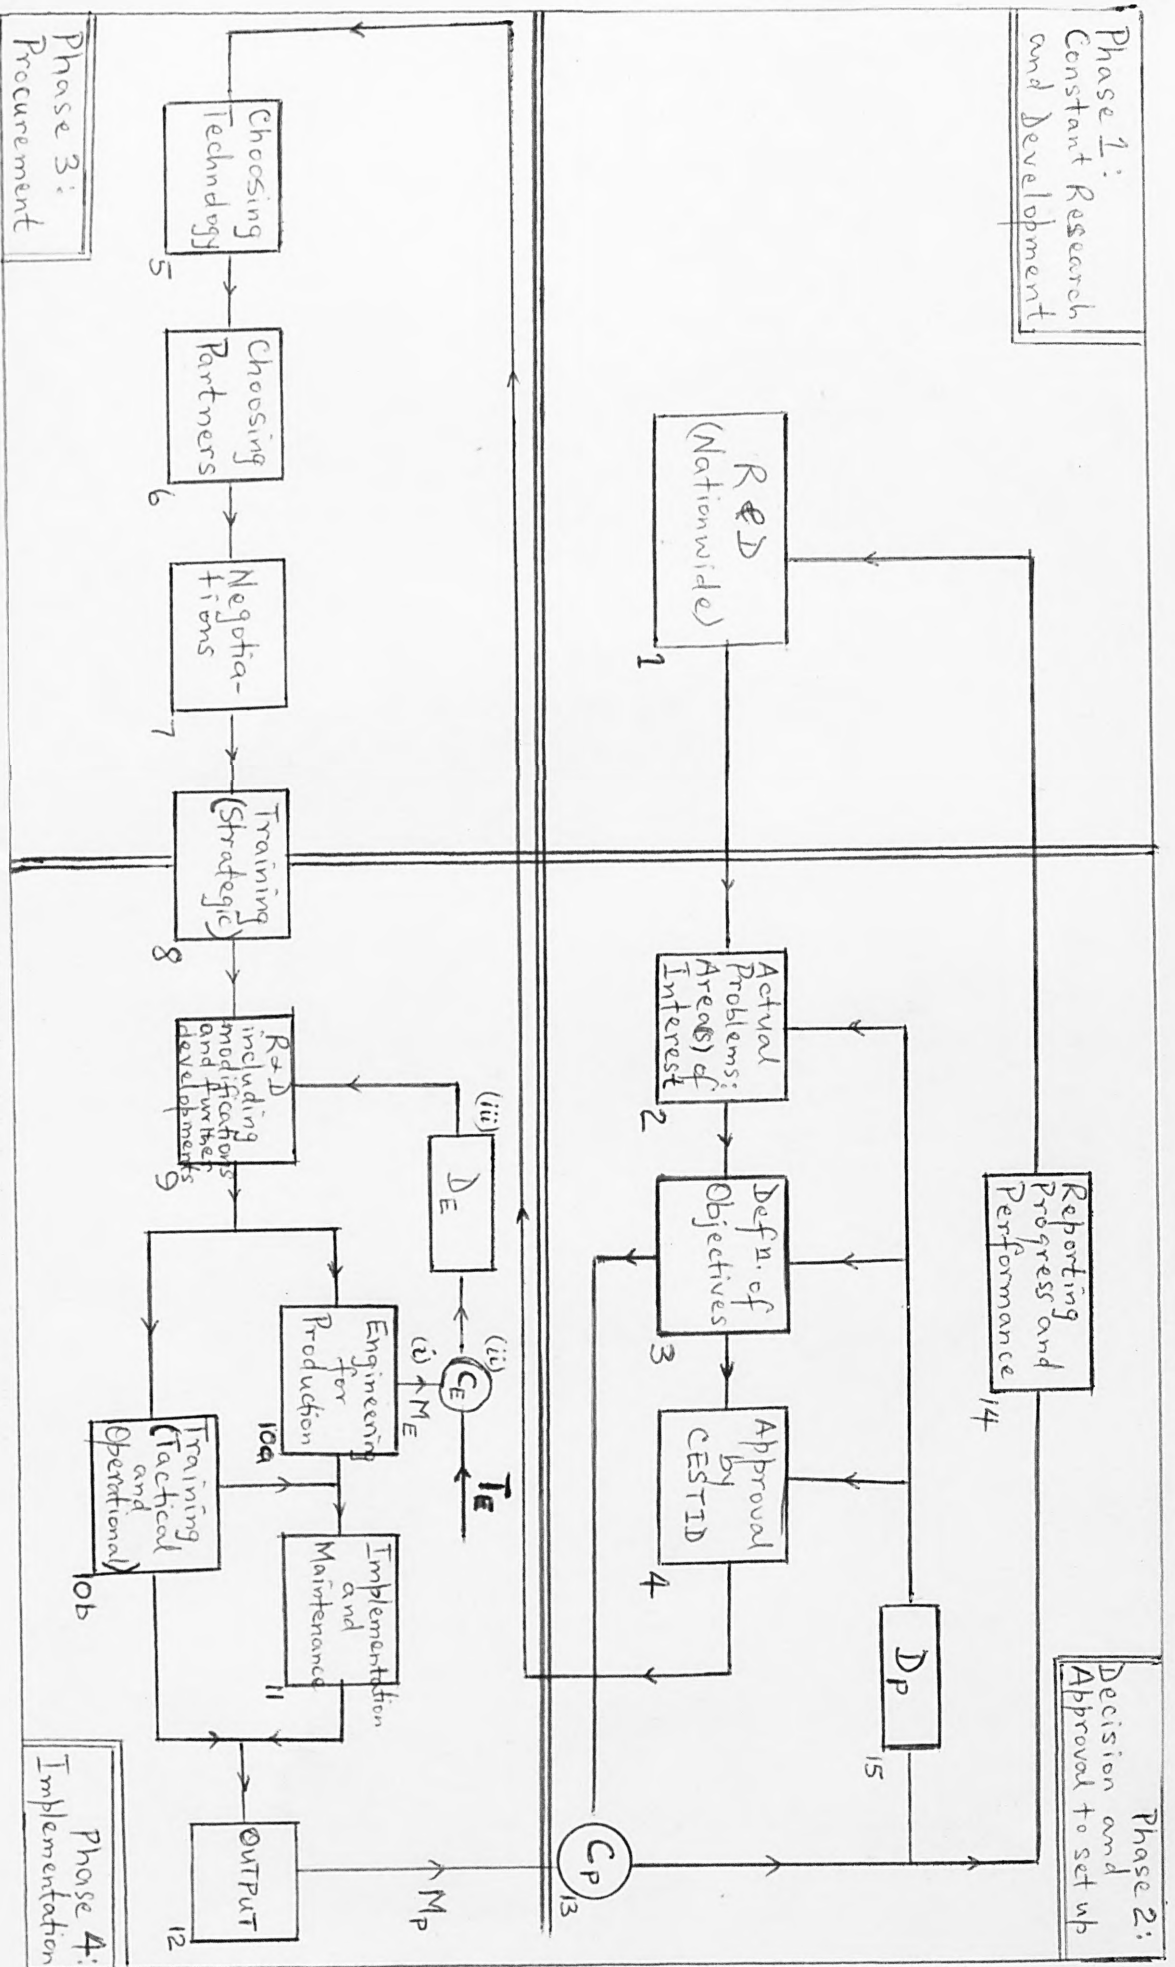 Phase 1:
Constant Research
and Development
R & D
(Nationwide)
1
Reporting
Progress and
Performance
14
Phase 2:
Decision and
Approval to set up
Actual
Problems:
Area(s) of
Interest
2
Defn. of
Objectives
3
Approval
by
CESTID
4
DP
15
CP
13
Phase 3:
Procurement
Choosing
Technology
5
Choosing
Partners
6
Negotia-
tions
7
Training
(Strategic)
8
R & D
including
modifications
and further
developments
9
(iii)
DE
(ii)
CE
(i)
ME
TE
Engineering
for
Production
10a
Training
(Tactical
and
Operational)
10b
Implementation
and
Maintenance
11
OUTPUT
12
MP
Phase 4:
Implementation